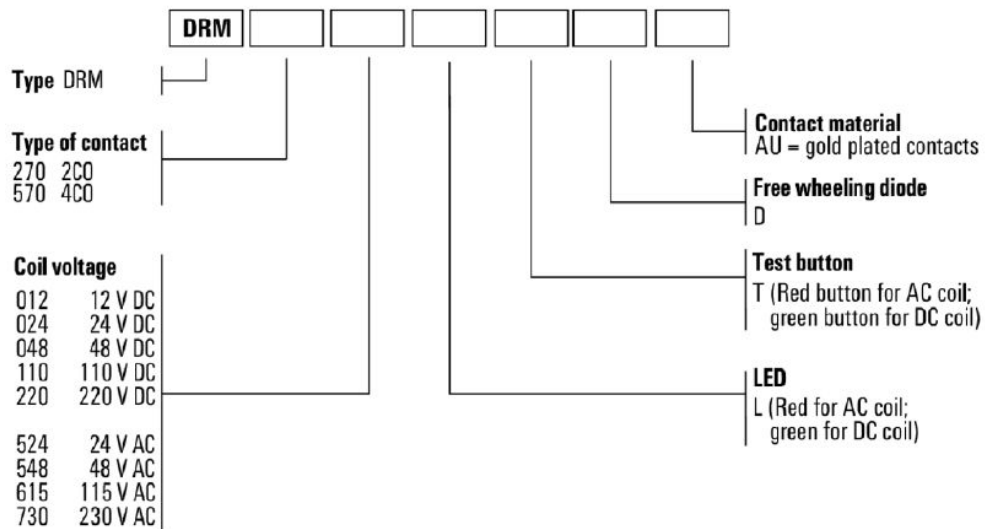 DRM
Type DRM
Type of contact
270 2CO
570 4CO
Coil voltage
012 12 V DC
024 24 V DC
048 48 V DC
110 110 V DC
220 220 V DC
524 24 V AC
548 48 V AC
615 115 V AC
730 230 V AC
Contact material
AU = gold plated contacts
Free wheeling diode
D
Test button
T (Red button for AC coil;
green button for DC coil)
LED
L (Red for AC coil;
green for DC coil)